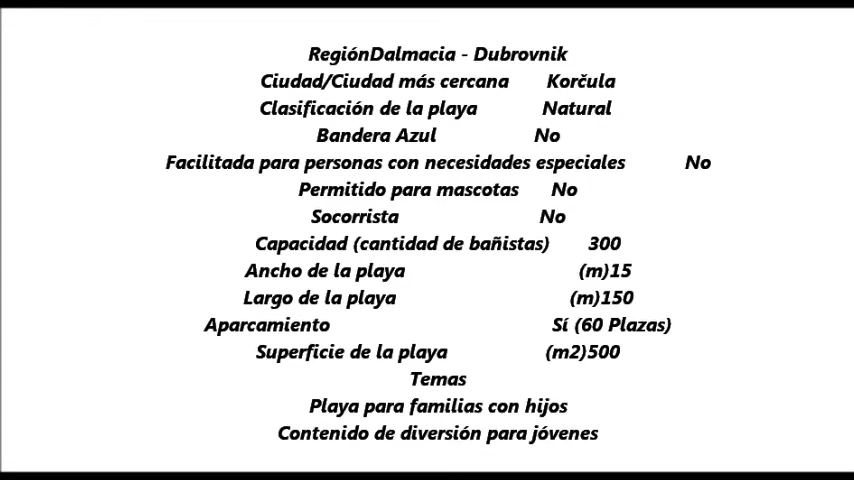 RegiónDalmacia - Dubrovnik
Ciudad/Ciudad más cercana Korčula
Clasificación de la playa Natural
Bandera Azul No
Facilitada para personas con necesidades especiales No
Permitido para mascotas No
Socorrista No
Capacidad (cantidad de bañistas) 300
Ancho de la playa (m)15
Largo de la playa (m)150
Aparcamiento Sí (60 Plazas)
Superficie de la playa (m2)500
Temas
Playa para familias con hijos
Contenido de diversión para jóvenes